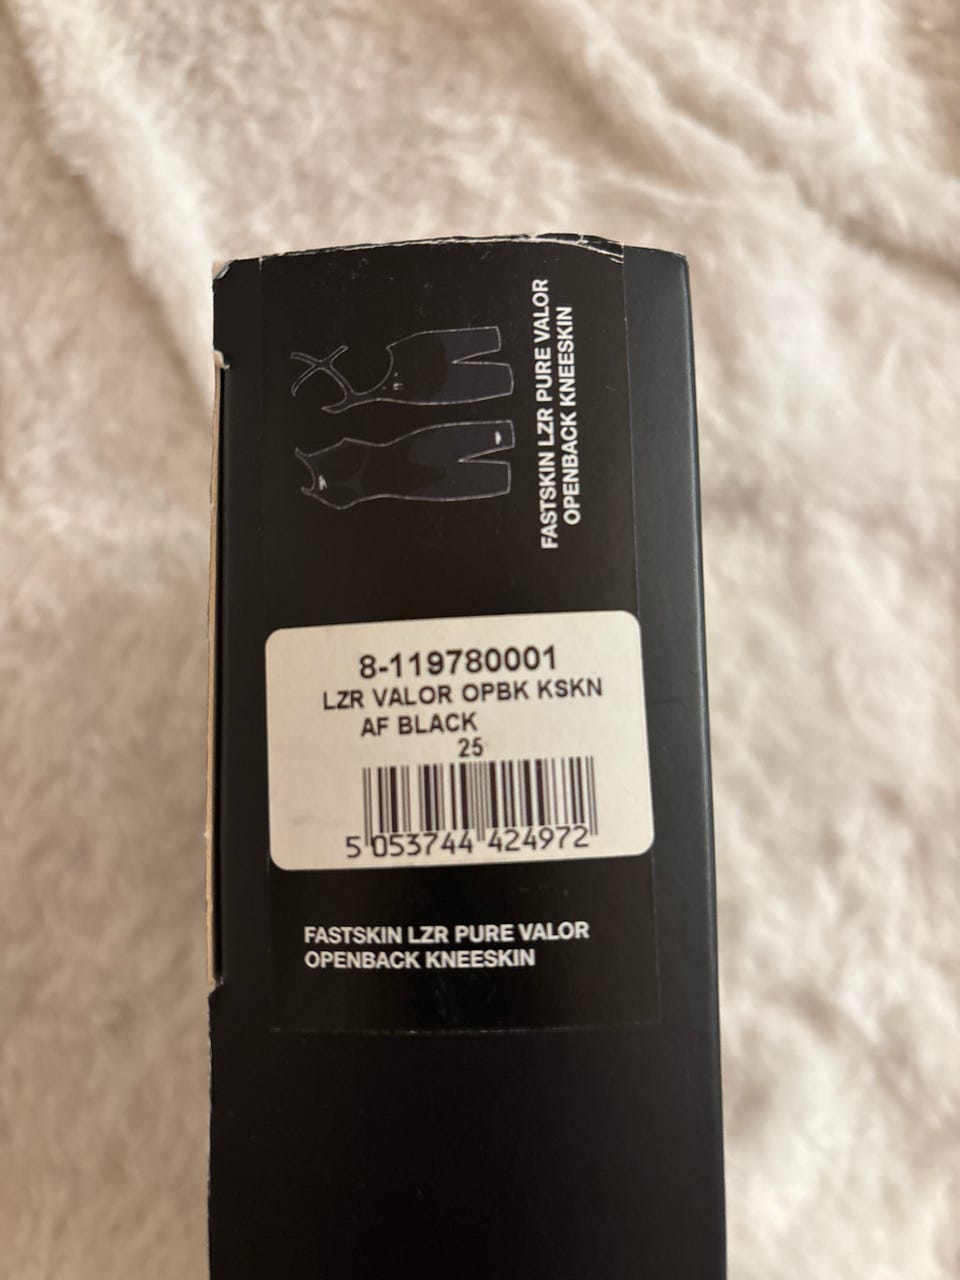 FASTSKIN LZR PURE VALOR
OPENBACK KNEESKIN
8-119780001
LZR VALOR OPBK KSKN
AF BLACK
25
5 053744 424972
FASTSKIN LZR PURE VALOR
OPENBACK KNEESKIN